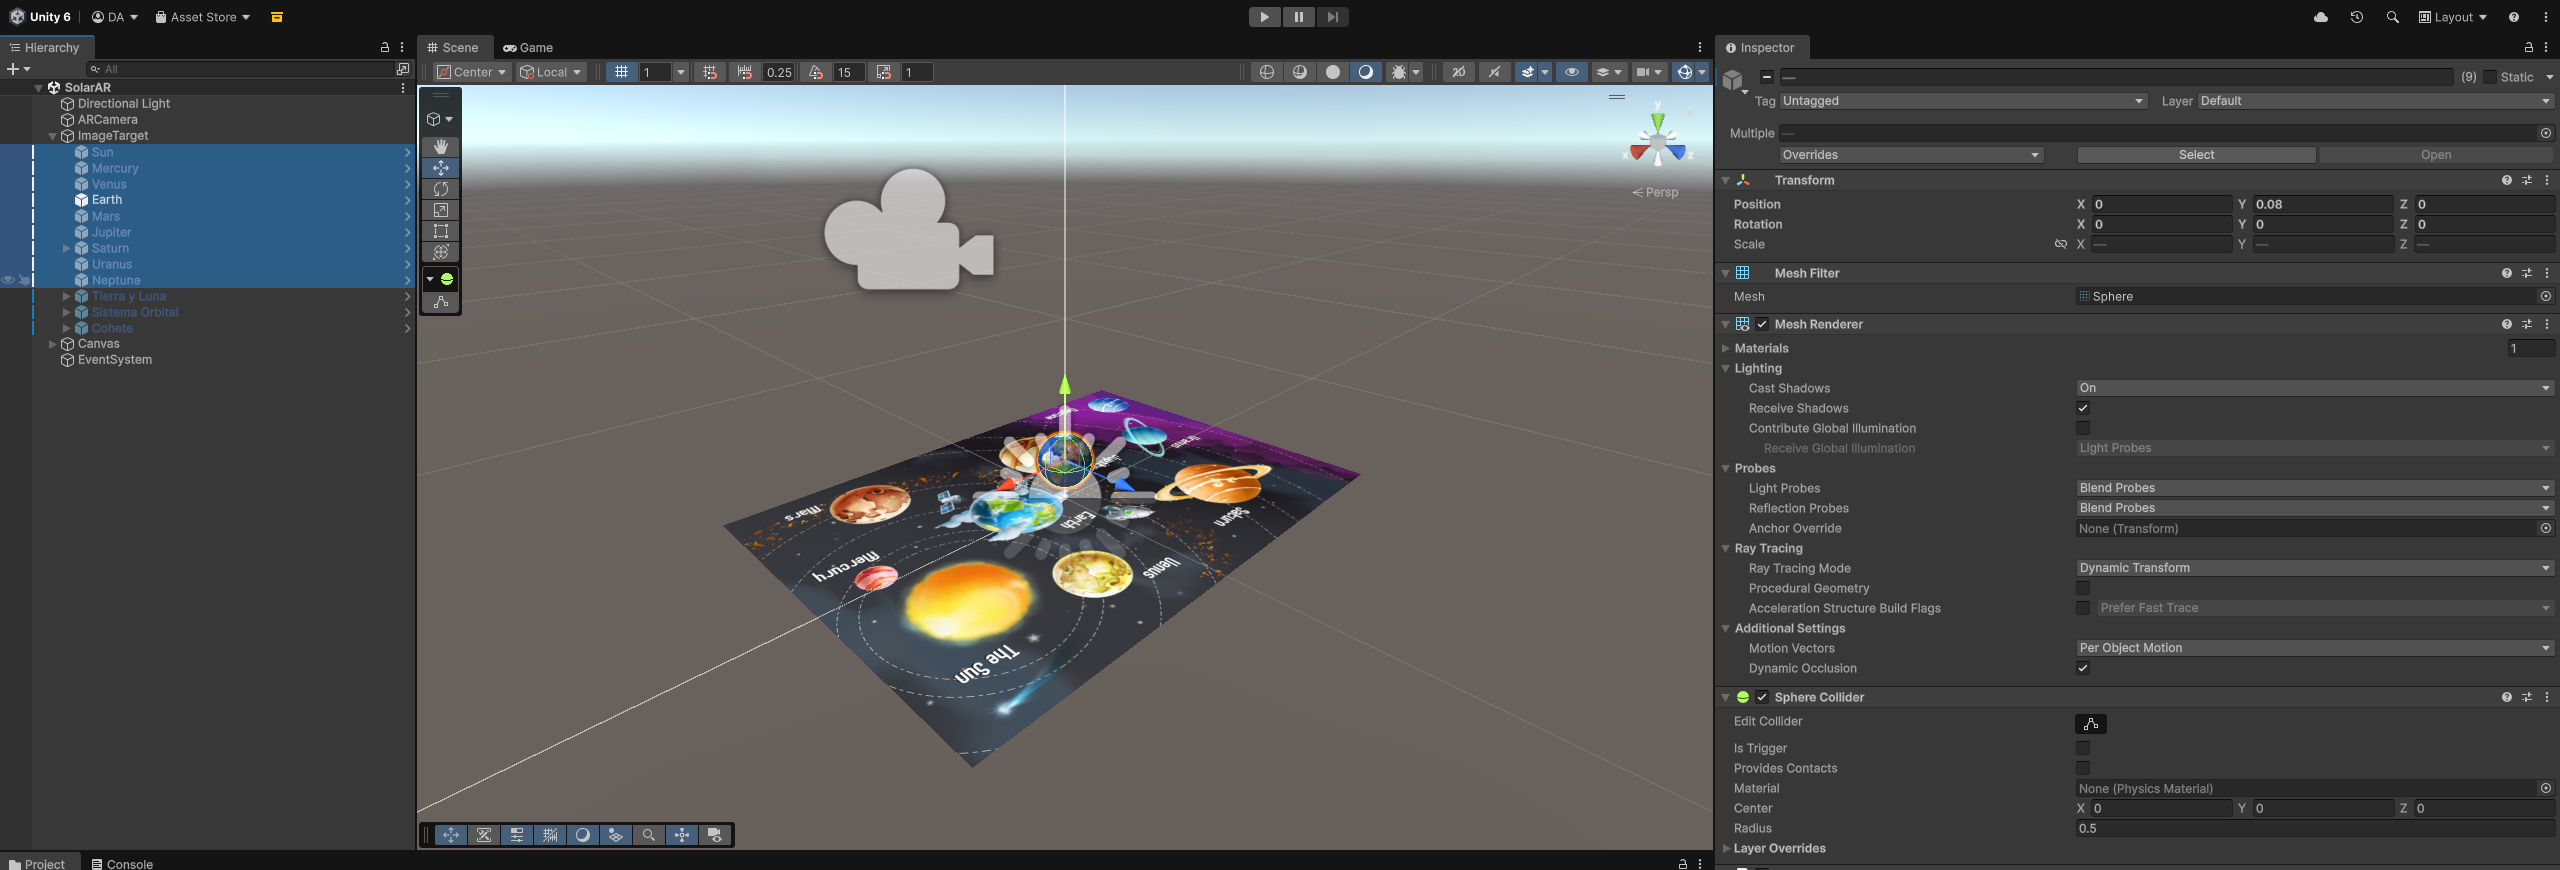 Unity 6
DA
Asset Store
Layout
Hierarchy
All
SolarAR
Directional Light
ARCamera
ImageTarget
Sun
Mercury
Venus
Earth
Mars
Jupiter
Saturn
Uranus
Neptune
Tierra y Luna
Sistema Orbital
Cohete
Canvas
EventSystem
Scene
Game
Center
Local
1
0.25
15
1
2D
y
x
z
Persp
Mars
Mercury
Earth
Venus
Saturn
The Sun
Project
Console
Inspector
—
(9)
Static
Tag Untagged
Layer Default
Multiple —
Overrides
Select
Open
Transform
Position X 0 Y 0.08 Z 0
Rotation X 0 Y 0 Z 0
Scale X — Y — Z —
Mesh Filter
Mesh Sphere
Mesh Renderer
Materials 1
Lighting
Cast Shadows On
Receive Shadows
Contribute Global Illumination
Receive Global Illumination Light Probes
Probes
Light Probes Blend Probes
Reflection Probes Blend Probes
Anchor Override None (Transform)
Ray Tracing
Ray Tracing Mode Dynamic Transform
Procedural Geometry
Acceleration Structure Build Flags Prefer Fast Trace
Additional Settings
Motion Vectors Per Object Motion
Dynamic Occlusion
Sphere Collider
Edit Collider
Is Trigger
Provides Contacts
Material None (Physics Material)
Center X 0 Y 0 Z 0
Radius 0.5
Layer Overrides